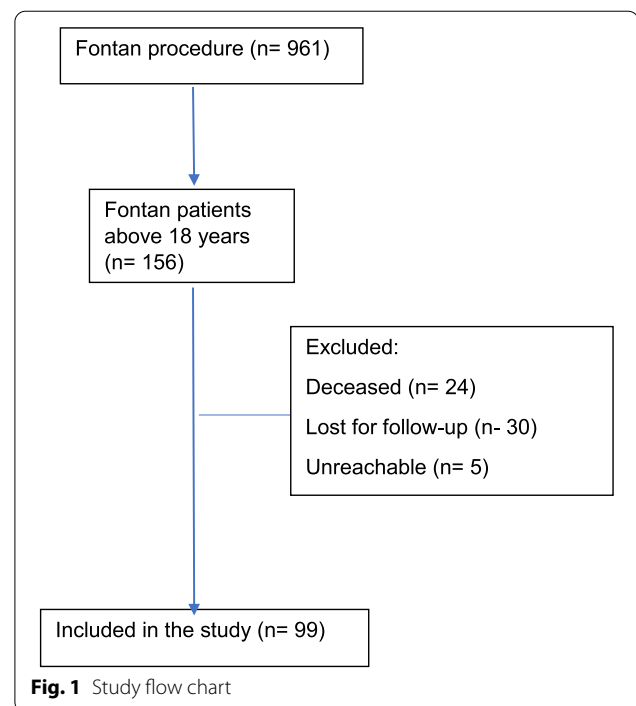 Fontan procedure (n= 961)
Fontan patients
above 18 years
(n= 156)
Excluded:
Deceased (n= 24)
Lost for follow-up (n- 30)
Unreachable (n= 5)
Included in the study (n= 99)
Fig. 1 Study flow chart